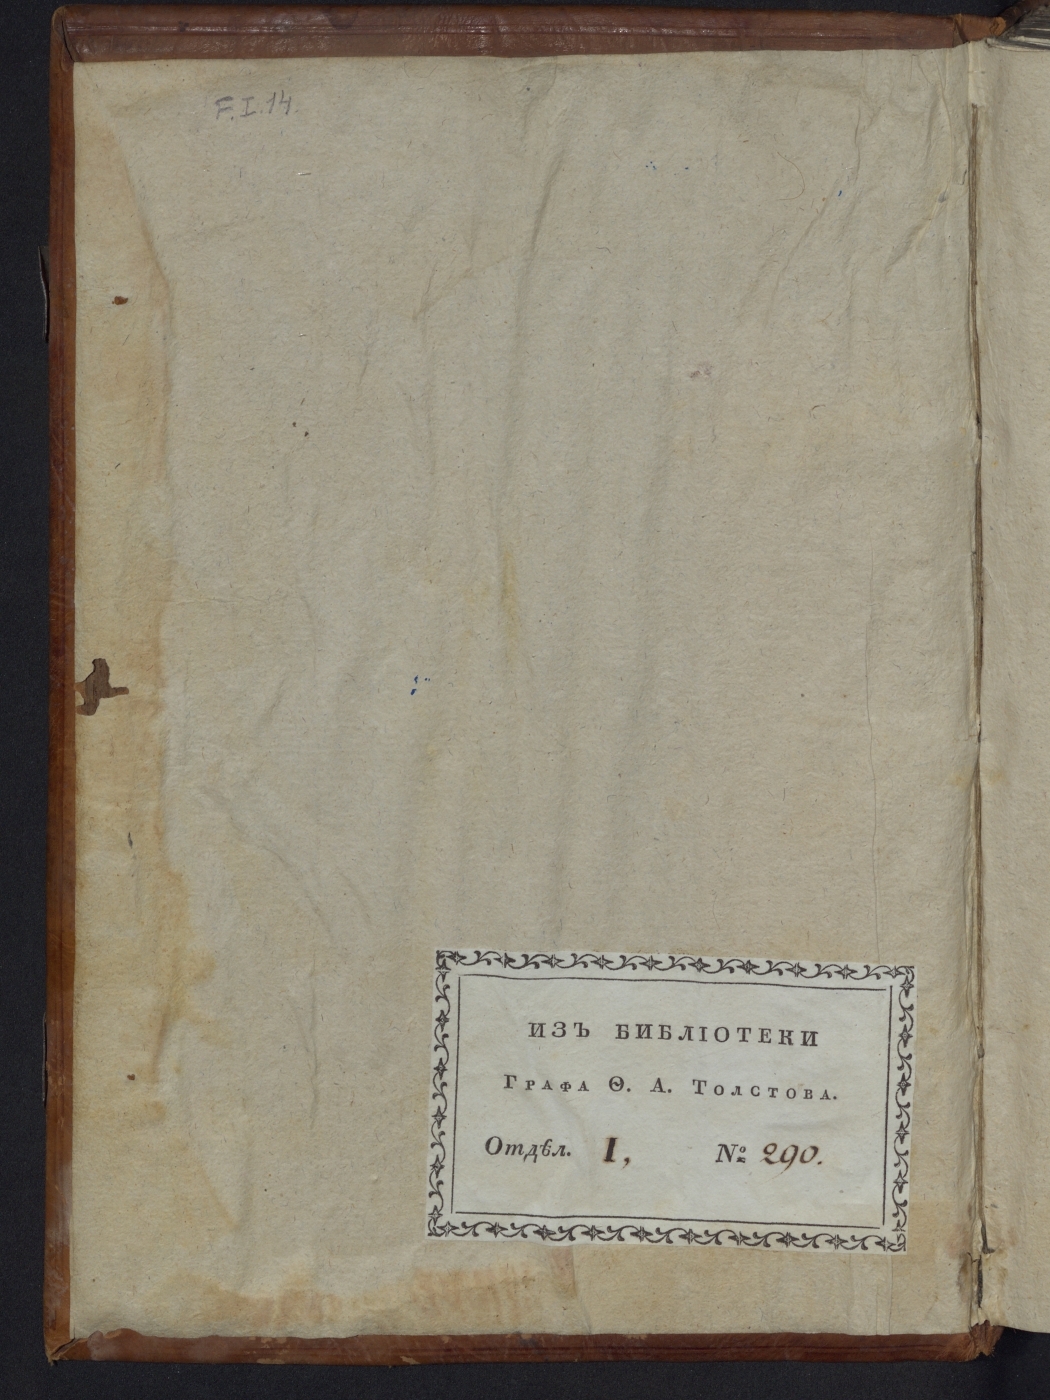 F.I.14.
ИЗЪ БИБЛІОТЕКИ
ГРАФА Ѳ. А. ТОЛСТОВА.
Отдѣл. I, № 290.